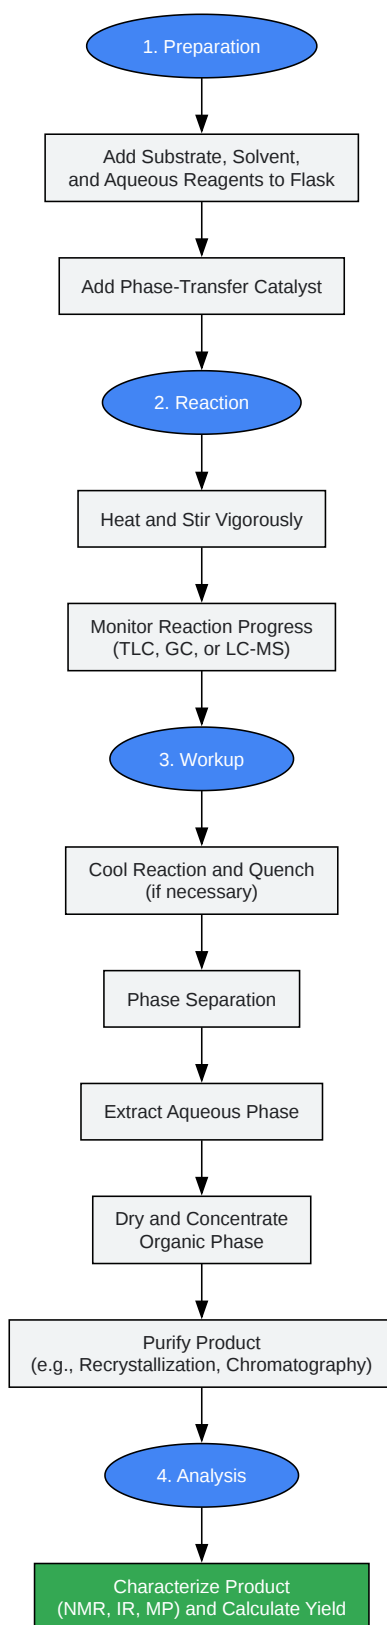 1. Preparation
Add Substrate, Solvent,
and Aqueous Reagents to Flask
Add Phase-Transfer Catalyst
2. Reaction
Heat and Stir Vigorously
Monitor Reaction Progress
(TLC, GC, or LC-MS)
3. Workup
Cool Reaction and Quench
(if necessary)
Phase Separation
Extract Aqueous Phase
Dry and Concentrate
Organic Phase
Purify Product
(e.g., Recrystallization, Chromatography)
4. Analysis
Characterize Product
(NMR, IR, MP) and Calculate Yield